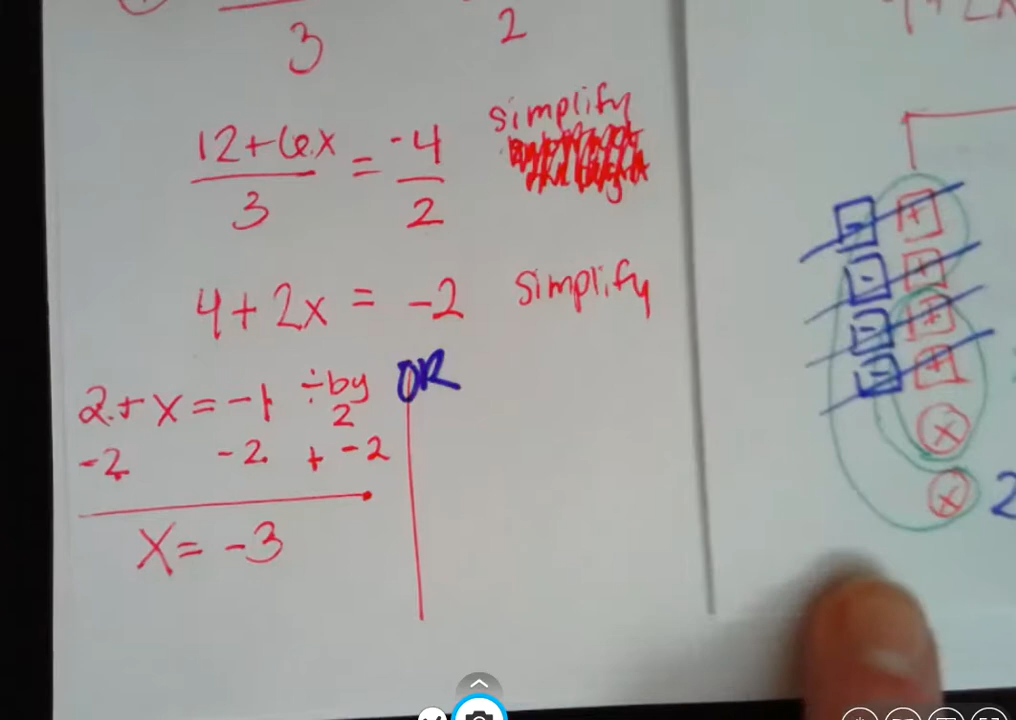 3 2
12+6x = -4 simplify
3 2
4+2x = -2 simplify
2+x=-1 ÷by 2 OR
-2 -2 + -2
x=-3
- +
- +
- +
- +
x
x 2